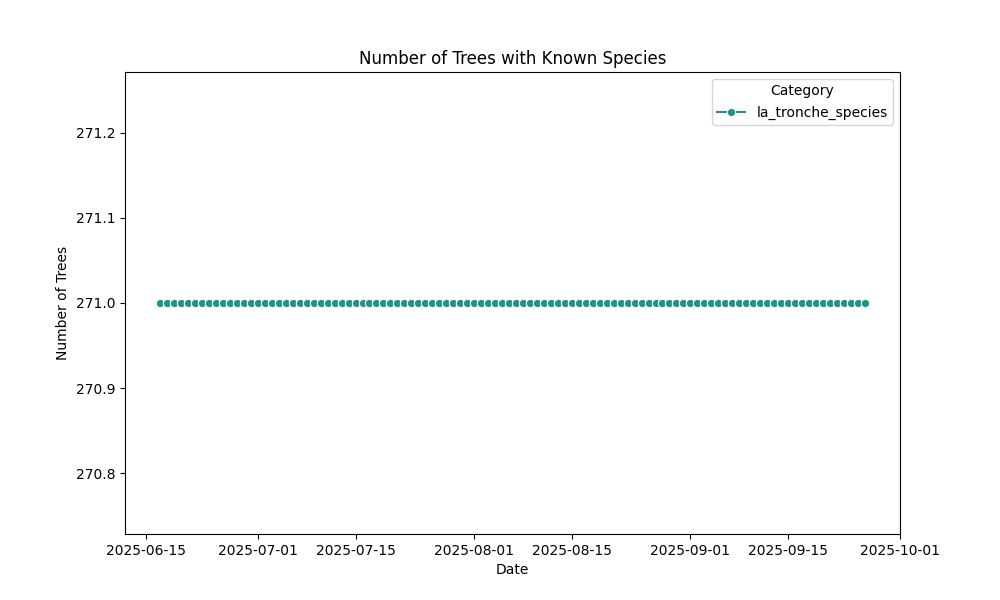 Number of Trees with Known Species
Category
la_tronche_species
271.2
271.1
271.0
270.9
270.8
Number of Trees
2025-06-15 2025-07-01 2025-07-15 2025-08-01 2025-08-15 2025-09-01 2025-09-15 2025-10-01
Date